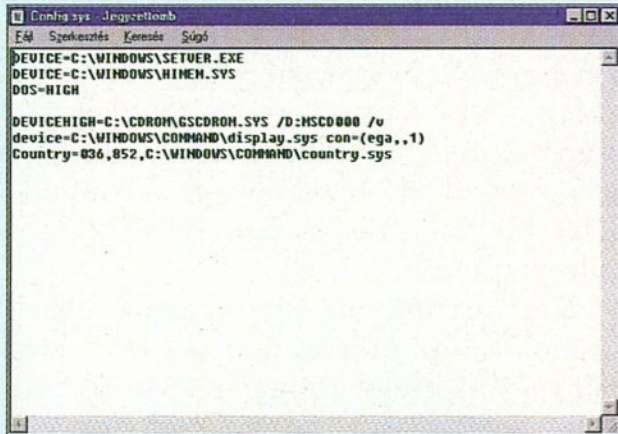 Config.sys - Jegyzettömb
Fájl Szerkesztés Keresés Súgó
DEVICE=C:\WINDOWS\SETVER.EXE
DEVICE=C:\WINDOWS\HIMEM.SYS
DOS=HIGH
DEVICEHIGH=C:\CDROM\GSCDROM.SYS /D:MSCD000 /v
device=C:\WINDOWS\COMMAND\display.sys con=(ega,,1)
Country=036,852,C:\WINDOWS\COMMAND\country.sys